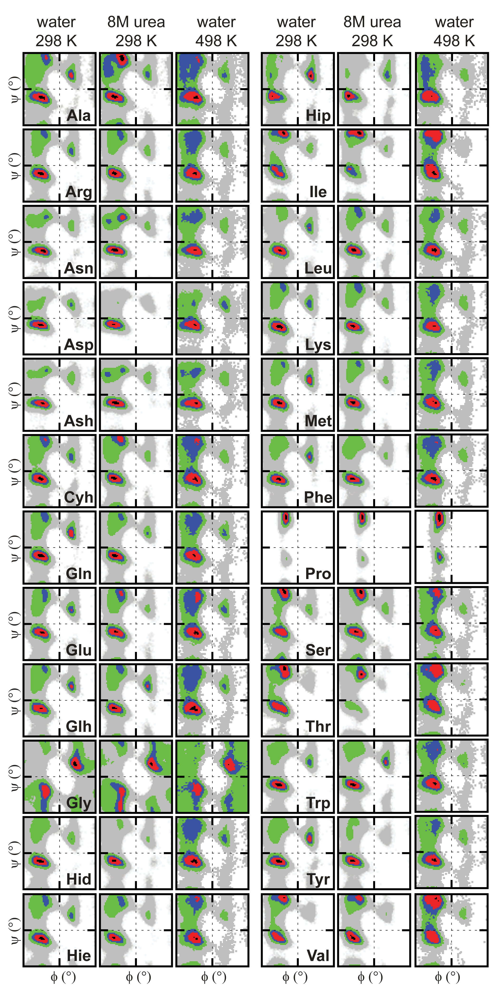 water 8M urea water water 8M urea water
298 K 298 K 498 K 298 K 298 K 498 K
ψ (°) Ala Hip
ψ (°) Arg Ile
ψ (°) Asn Leu
ψ (°) Asp Lys
ψ (°) Ash Met
ψ (°) Cyh Phe
ψ (°) Gln Pro
ψ (°) Glu Ser
ψ (°) Glh Thr
ψ (°) Gly Trp
ψ (°) Hid Tyr
ψ (°) Hie Val
ϕ (°) ϕ (°) ϕ (°) ϕ (°) ϕ (°) ϕ (°)